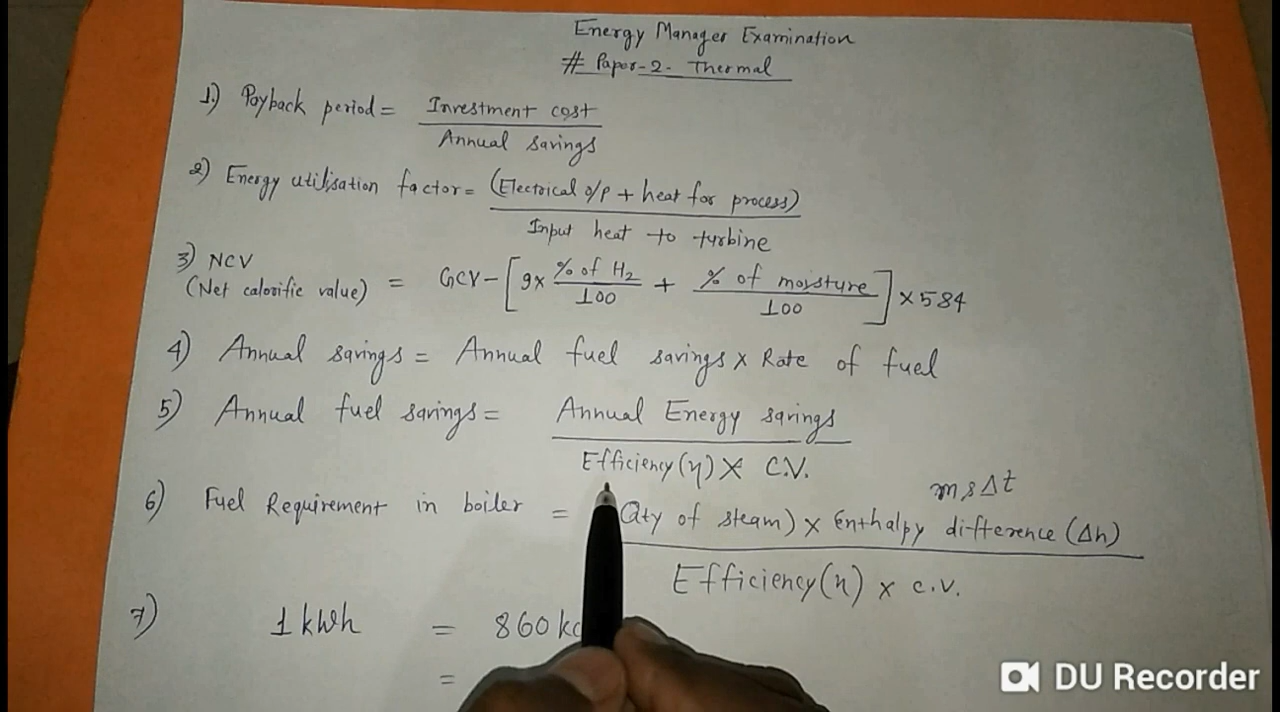 Energy Manager Examination
# Paper-2- Thermal
1.) Payback period = Investment cost
Annual savings
2) Energy utilisation factor = (Electrical o/p + heat for process)
Input heat to turbine
3) NCV
(Net calorific value) = GCV - [9x % of H2 / 100 + % of moisture / 100] x 584
4) Annual savings = Annual fuel savings x Rate of fuel
5) Annual fuel savings = Annual Energy savings
Efficiency (η) x C.V.
msΔt
6) Fuel Requirement in boiler = Qty of steam) x Enthalpy difference (Δh)
Efficiency (η) x C.V.
7) 1 kWh = 860
=
DU Recorder